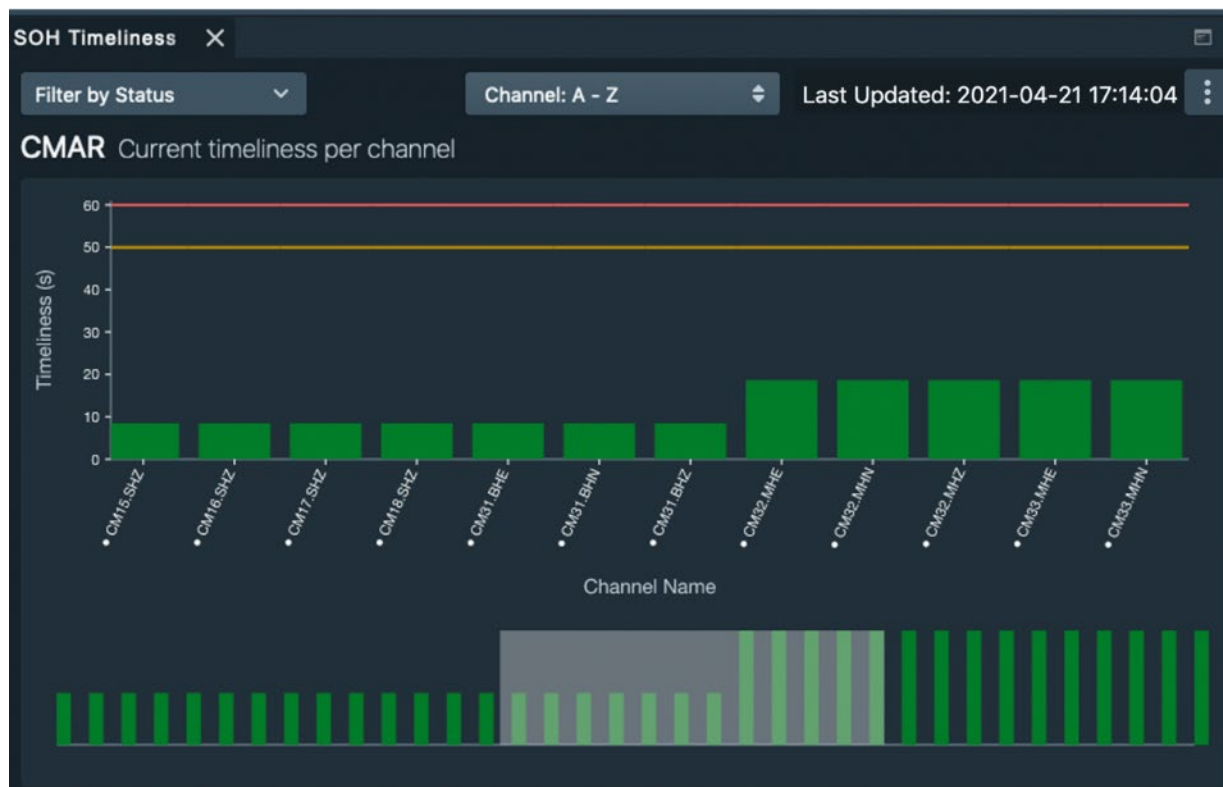 SOH Timeliness
Filter by Status
Channel: A - Z
Last Updated: 2021-04-21 17:14:04
CMAR Current timeliness per channel
Timeliness (s)
60
50
40
30
20
10
0
CM15.SHZ
CM16.SHZ
CM17.SHZ
CM18.SHZ
CM31.BHE
CM31.BHN
CM31.BHZ
CM32.MHE
CM32.MHN
CM32.MHZ
CM33.MHE
CM33.MHN
Channel Name